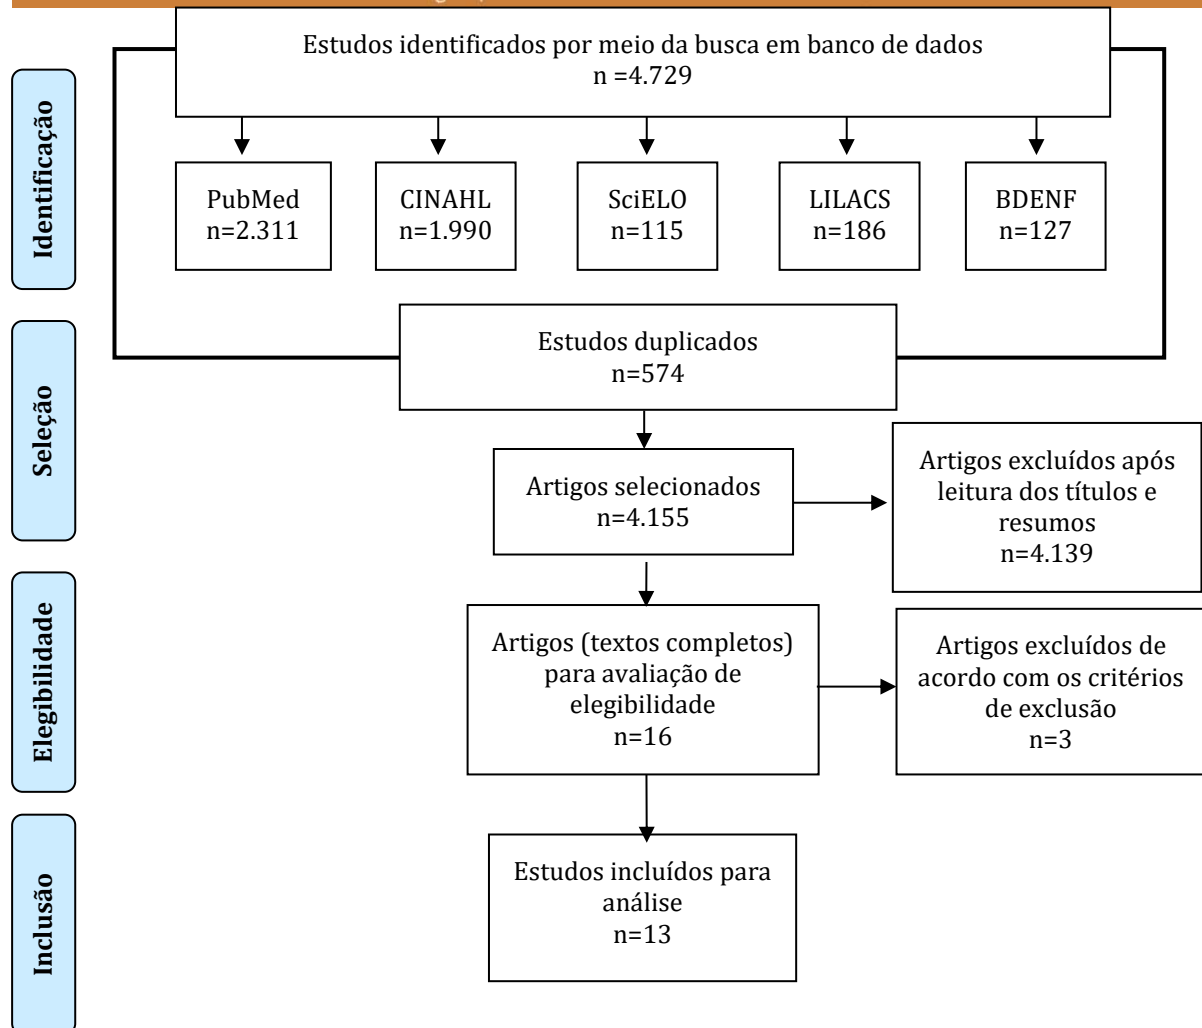 Estudos identificados por meio da busca em banco de dados
n =4.729
Identificação
PubMed
n=2.311
CINAHL
n=1.990
SciELO
n=115
LILACS
n=186
BDENF
n=127
Estudos duplicados
n=574
Seleção
Artigos selecionados
n=4.155
Artigos excluídos após
leitura dos títulos e
resumos
n=4.139
Elegibilidade
Artigos (textos completos)
para avaliação de
elegibilidade
n=16
Artigos excluídos de
acordo com os critérios
de exclusão
n=3
Inclusão
Estudos incluídos para
análise
n=13